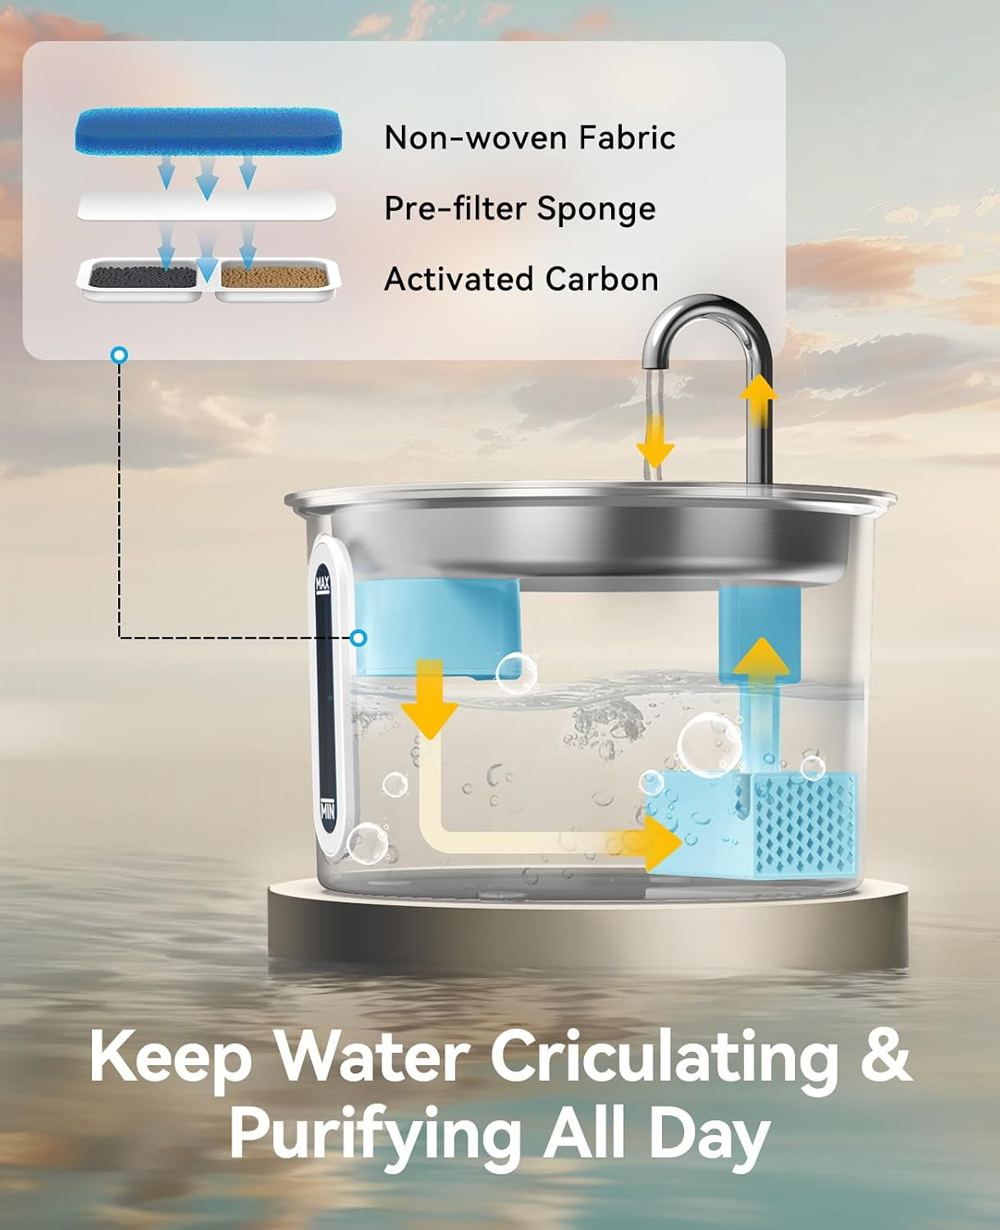 Non-woven Fabric
Pre-filter Sponge
Activated Carbon
MAX
MIN
Keep Water Criculating &
Purifying All Day